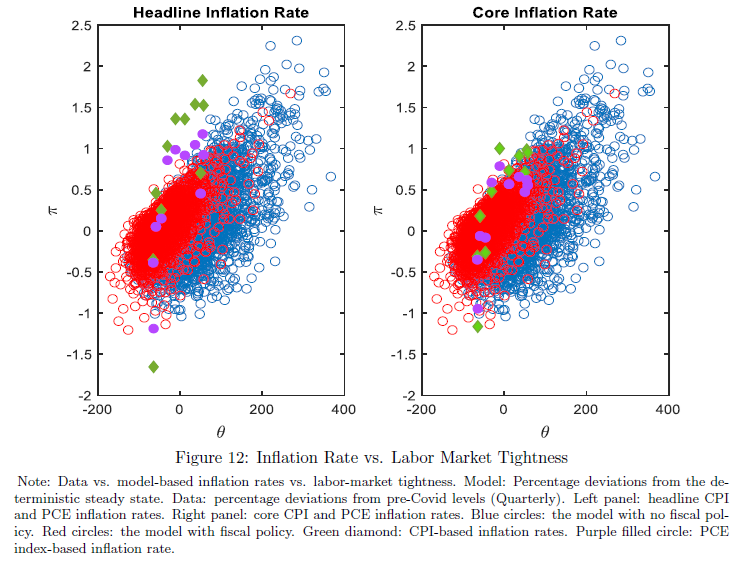 Headline Inflation Rate
2.5
2
1.5
1
0.5
0
-0.5
-1
-1.5
-2
π
-200
0
200
400
θ
Core Inflation Rate
2.5
2
1.5
1
0.5
0
-0.5
-1
-1.5
-2
π
-200
0
200
400
θ
Figure 12: Inflation Rate vs. Labor Market Tightness
Note: Data vs. model-based inflation rates vs. labor-market tightness. Model: Percentage deviations from the de-
terministic steady state. Data: percentage deviations from pre-Covid levels (Quarterly). Left panel: headline CPI
and PCE inflation rates. Right panel: core CPI and PCE inflation rates. Blue circles: the model with no fiscal pol-
icy. Red circles: the model with fiscal policy. Green diamond: CPI-based inflation rates. Purple filled circle: PCE
index-based inflation rate.